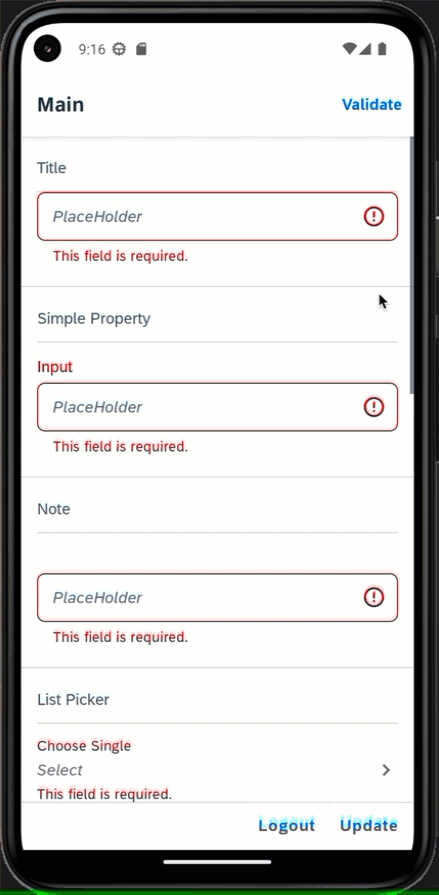 9:16
Main
Validate
Title
PlaceHolder
This field is required.
Simple Property
Input
PlaceHolder
This field is required.
Note
PlaceHolder
This field is required.
List Picker
Choose Single
Select
This field is required.
Logout
Update